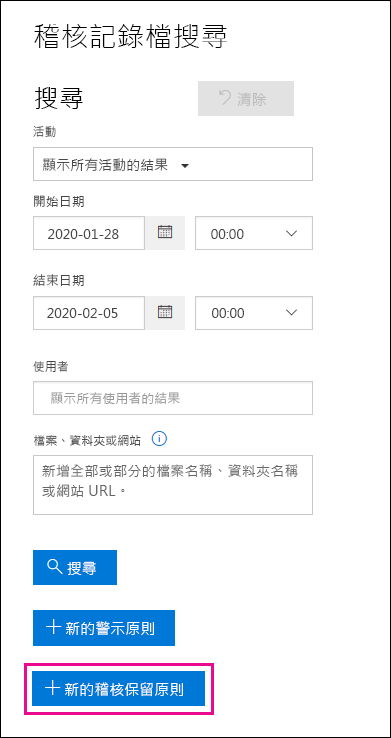 稽核記錄檔搜尋
搜尋
清除
活動
顯示所有活動的結果
開始日期
2020-01-28
00:00
結束日期
2020-02-05
00:00
使用者
顯示所有使用者的結果
檔案、資料夾或網站
新增全部或部分的檔案名稱、資料夾名稱
或網站 URL。
搜尋
新的警示原則
新的稽核保留原則